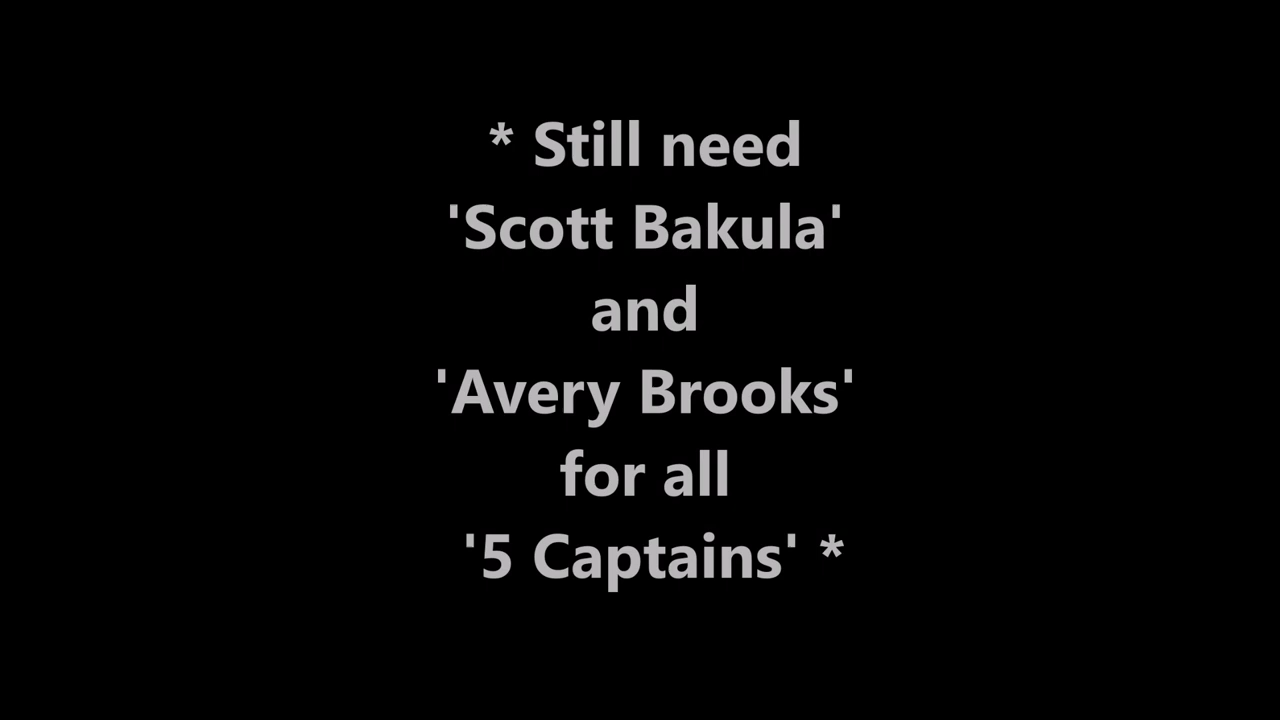 * Still need
'Scott Bakula'
and
'Avery Brooks'
for all
'5 Captains' *